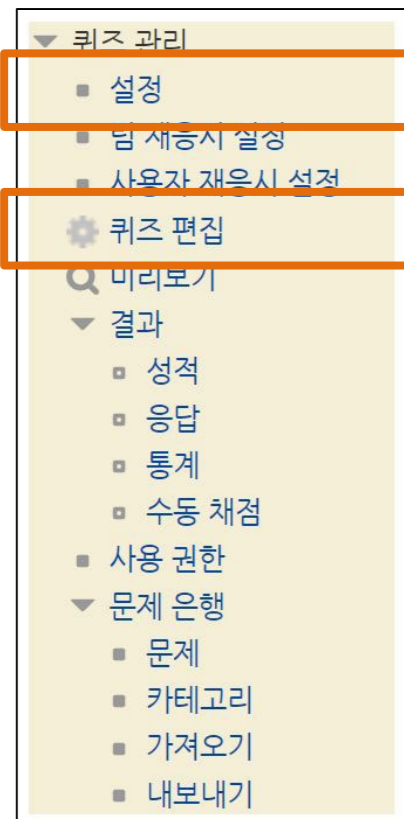 퀴즈 관리
설정
팀 재응시 설정
사용자 재응시 설정
퀴즈 편집
미리보기
결과
성적
응답
통계
수동 채점
사용 권한
문제 은행
문제
카테고리
가져오기
내보내기